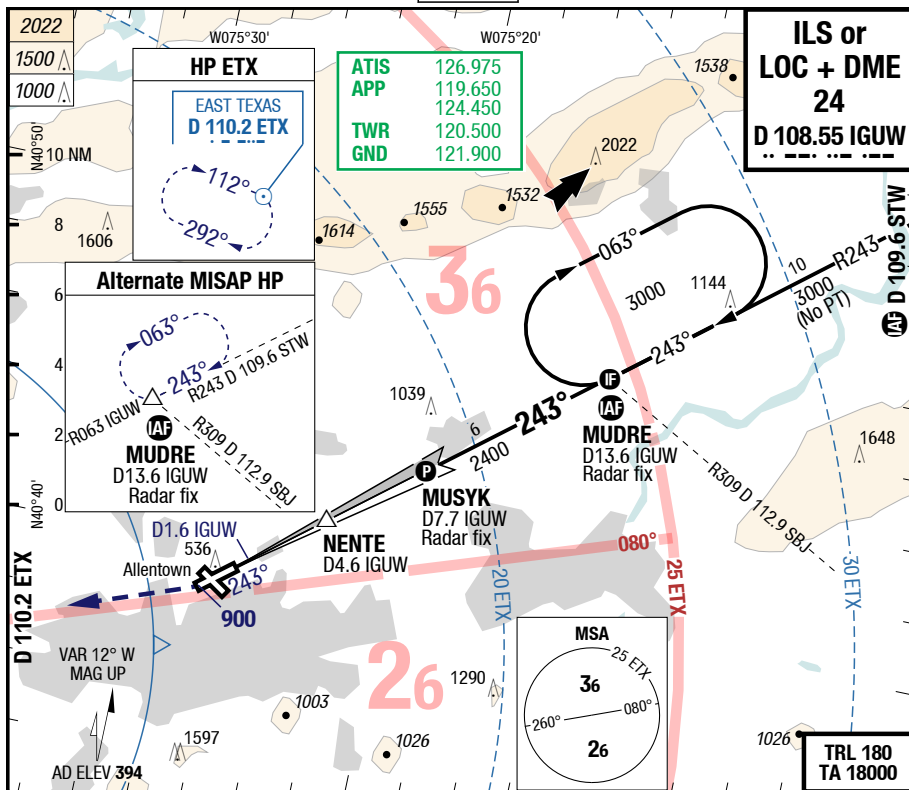 2022
1500
1000
W075°30'
W075°20'
HP ETX
EAST TEXAS
D 110.2 ETX
112°
292°
ATIS 126.975
APP 119.650
124.450
TWR 120.500
GND 121.900
ILS or
LOC + DME
24
D 108.55 IGUW
1538
2022
N40°50'
10 NM
8
6
4
2
0
N40°40'
1606
1614
1555
1532
36
063°
3000
1144
243°
10
3000
(No PT)
R243
IAF D 109.6 STW
Alternate MISAP HP
063°
243°
R243 D 109.6 STW
R063 IGUW
IAF
MUDRE
D13.6 IGUW
Radar fix
R309 D 112.9 SBJ
1039
243°
6
2400
IF
IAF
MUDRE
D13.6 IGUW
Radar fix
R309 D 112.9 SBJ
1648
P
MUSYK
D7.7 IGUW
Radar fix
NENTE
D4.6 IGUW
D1.6 IGUW
536
Allentown
243°
900
080°
20 ETX
25 ETX
30 ETX
D 110.2 ETX
VAR 12° W
MAG UP
AD ELEV 394
1597
1003
1026
26
1290
MSA
25 ETX
36
260°
080°
26
1026
TRL 180
TA 18000